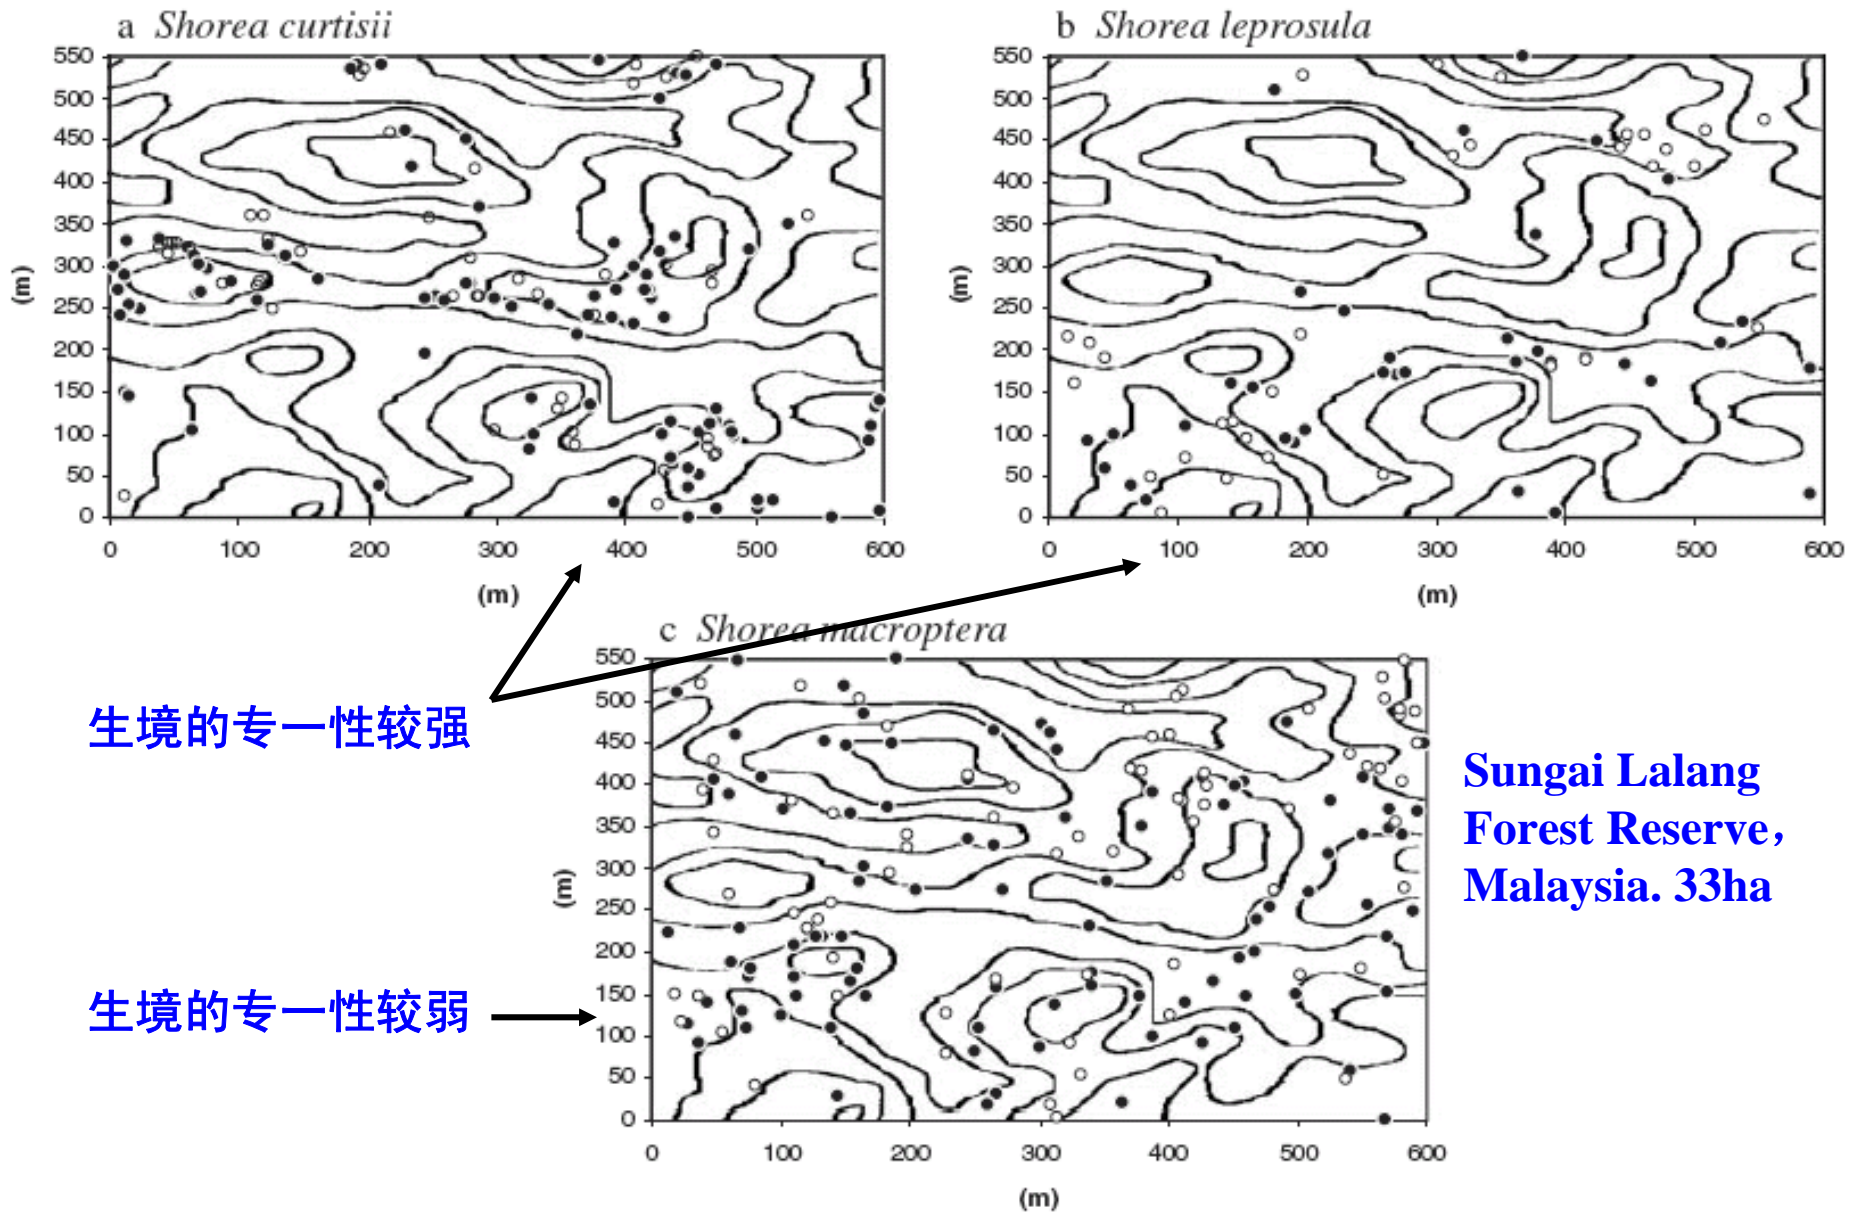 a Shorea curtisii
550
500
450
400
350
300
250
200
150
100
50
0
(m)
0 100 200 300 400 500 600
(m)
b Shorea leprosula
550
500
450
400
350
300
250
200
150
100
50
0
(m)
0 100 200 300 400 500 600
(m)
c Shorea macroptera
550
500
450
400
350
300
250
200
150
100
50
0
(m)
0 100 200 300 400 500 600
(m)
生境的专一性较强
生境的专一性较弱
Sungai Lalang
Forest Reserve，
Malaysia. 33ha